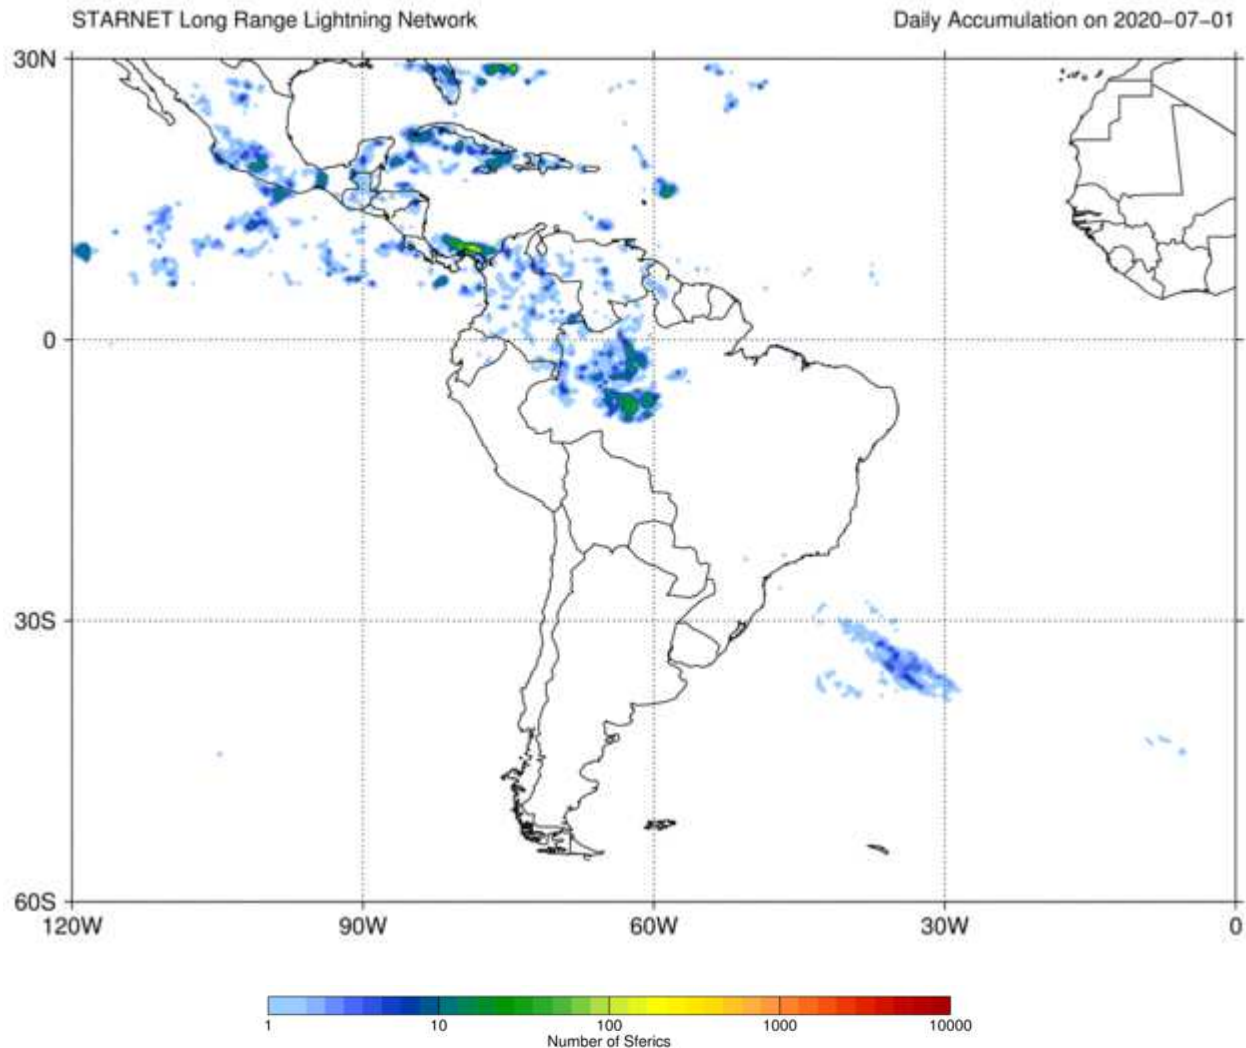 STARNET Long Range Lightning Network
Daily Accumulation on 2020-07-01
30N
0
30S
60S
120W 90W 60W 30W 0
1 10 100 1000 10000
Number of Sferics